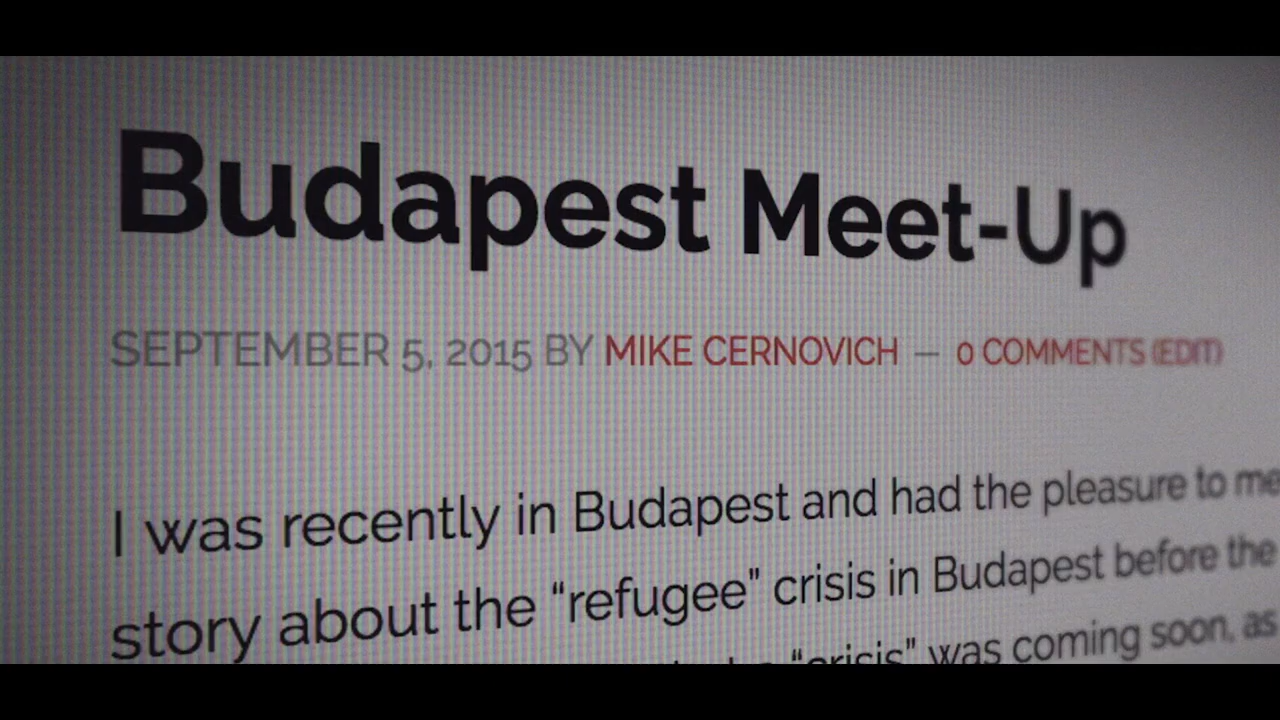 Budapest Meet-Up
SEPTEMBER 5, 2015 BY MIKE CERNOVICH — 0 COMMENTS (EDIT)
I was recently in Budapest and had the pleasure to me
story about the “refugee” crisis in Budapest before the
“crisis” was coming soon, as